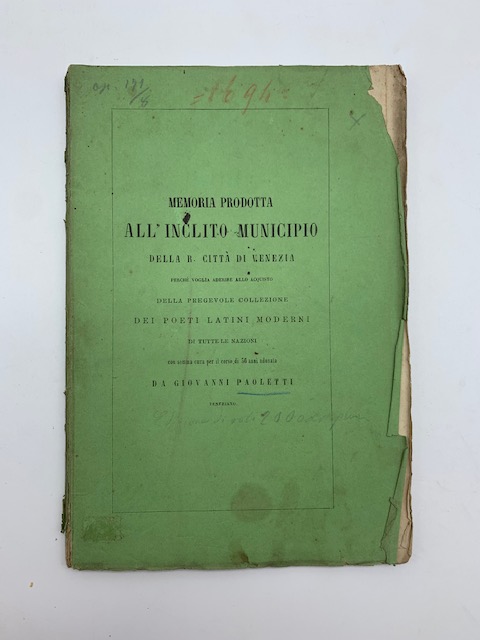 MEMORIA PRODOTTA
ALL'INCLITO MUNICIPIO
DELLA R. CITTÀ DI VENEZIA
PERCHÈ VOGLIA ADERIRE ALLO ACQUISTO
DELLA PREGEVOLE COLLEZIONE
DEI POETI LATINI MODERNI
DI TUTTE LE NAZIONI
con somma cura per il corso di 50 anni adunata
DA GIOVANNI PAOLETTI
VENEZIANO